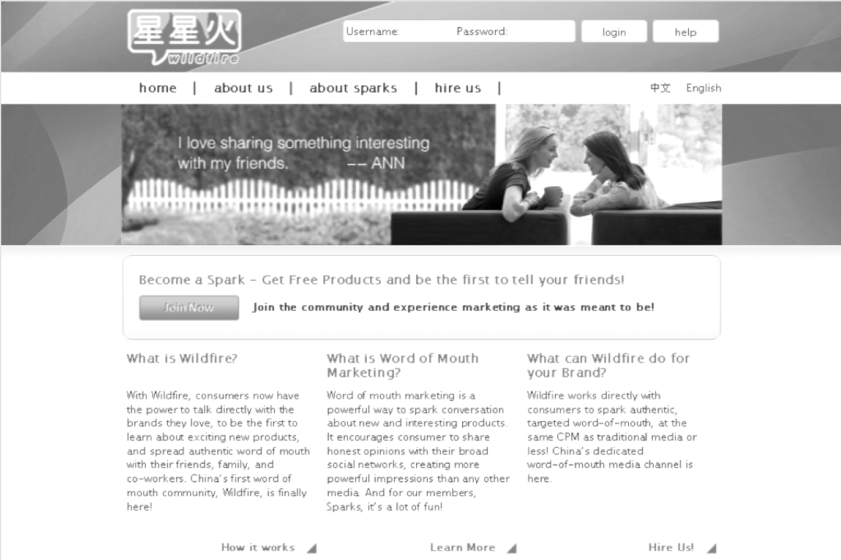 星星火
wildfire
Username: Password: login help
home | about us | about sparks | hire us | 中文 English
I love sharing something interesting
with my friends. -- ANN
Become a Spark - Get Free Products and be the first to tell your friends!
Join Now Join the community and experience marketing as it was meant to be!
What is Wildfire?
With Wildfire, consumers now have
the power to talk directly with the
brands they love, to be the first to
learn about exciting new products,
and spread authentic word of mouth
with their friends, family, and
co-workers. China's first word of
mouth community, Wildfire, is finally
here!
How it works
What is Word of Mouth
Marketing?
Word of mouth marketing is a
powerful way to spark conversation
about new and interesting products.
It encourages consumer to share
honest opinions with their broad
social networks, creating more
powerful impressions than any other
media. And for our members,
Sparks, it's a lot of fun!
Learn More
What can Wildfire do for
your Brand?
Wildfire works directly with
consumers to spark authentic,
targeted word-of-mouth, at the
same CPM as traditional media or
less! China's dedicated
word-of-mouth media channel is
here.
Hire Us!